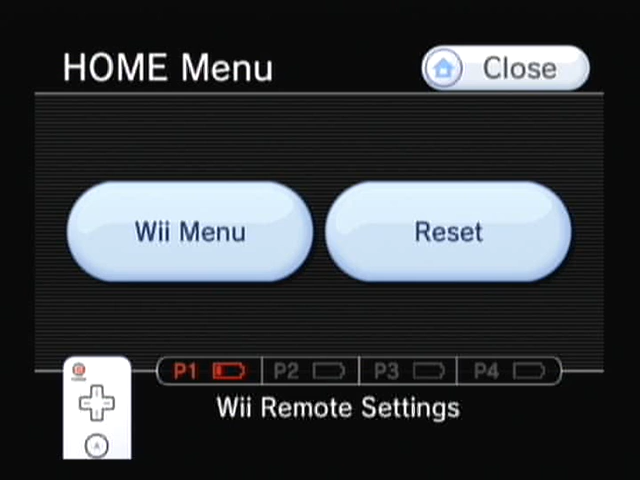 HOME Menu
Close
Wii Menu
Reset
P1 P2 P3 P4
Wii Remote Settings
A